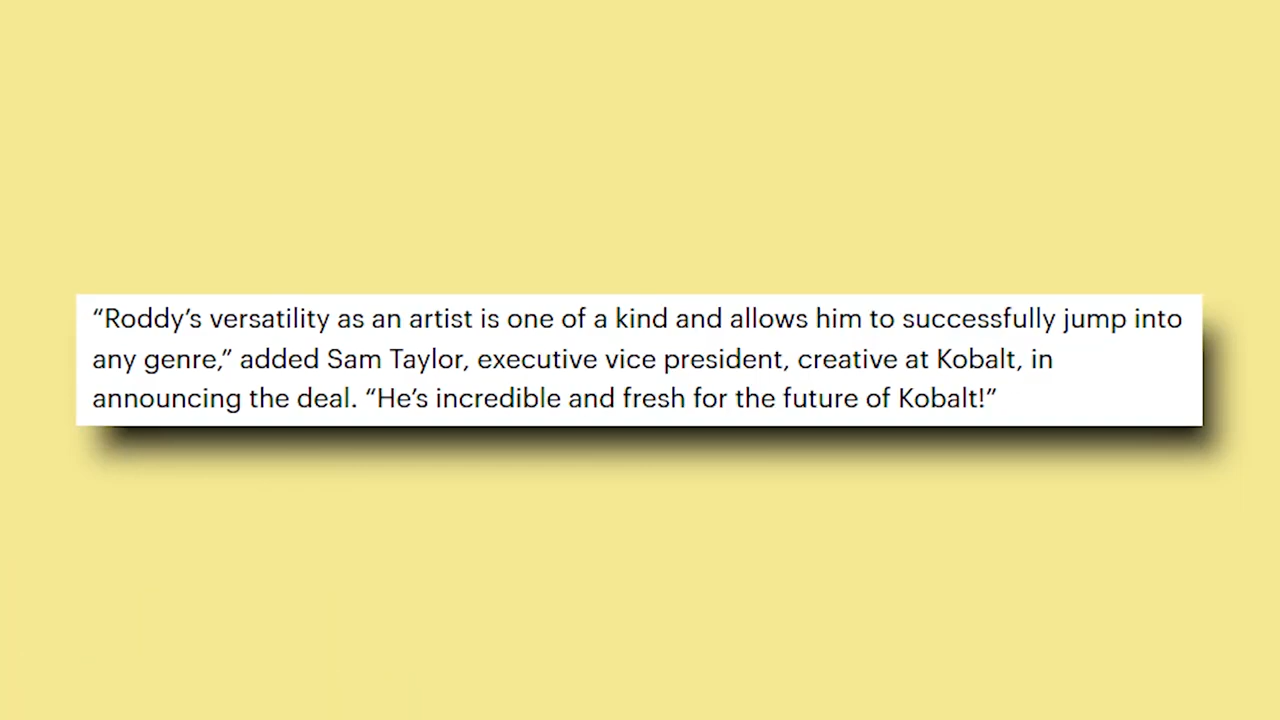 “Roddy’s versatility as an artist is one of a kind and allows him to successfully jump into
any genre,” added Sam Taylor, executive vice president, creative at Kobalt, in
announcing the deal. “He’s incredible and fresh for the future of Kobalt!”